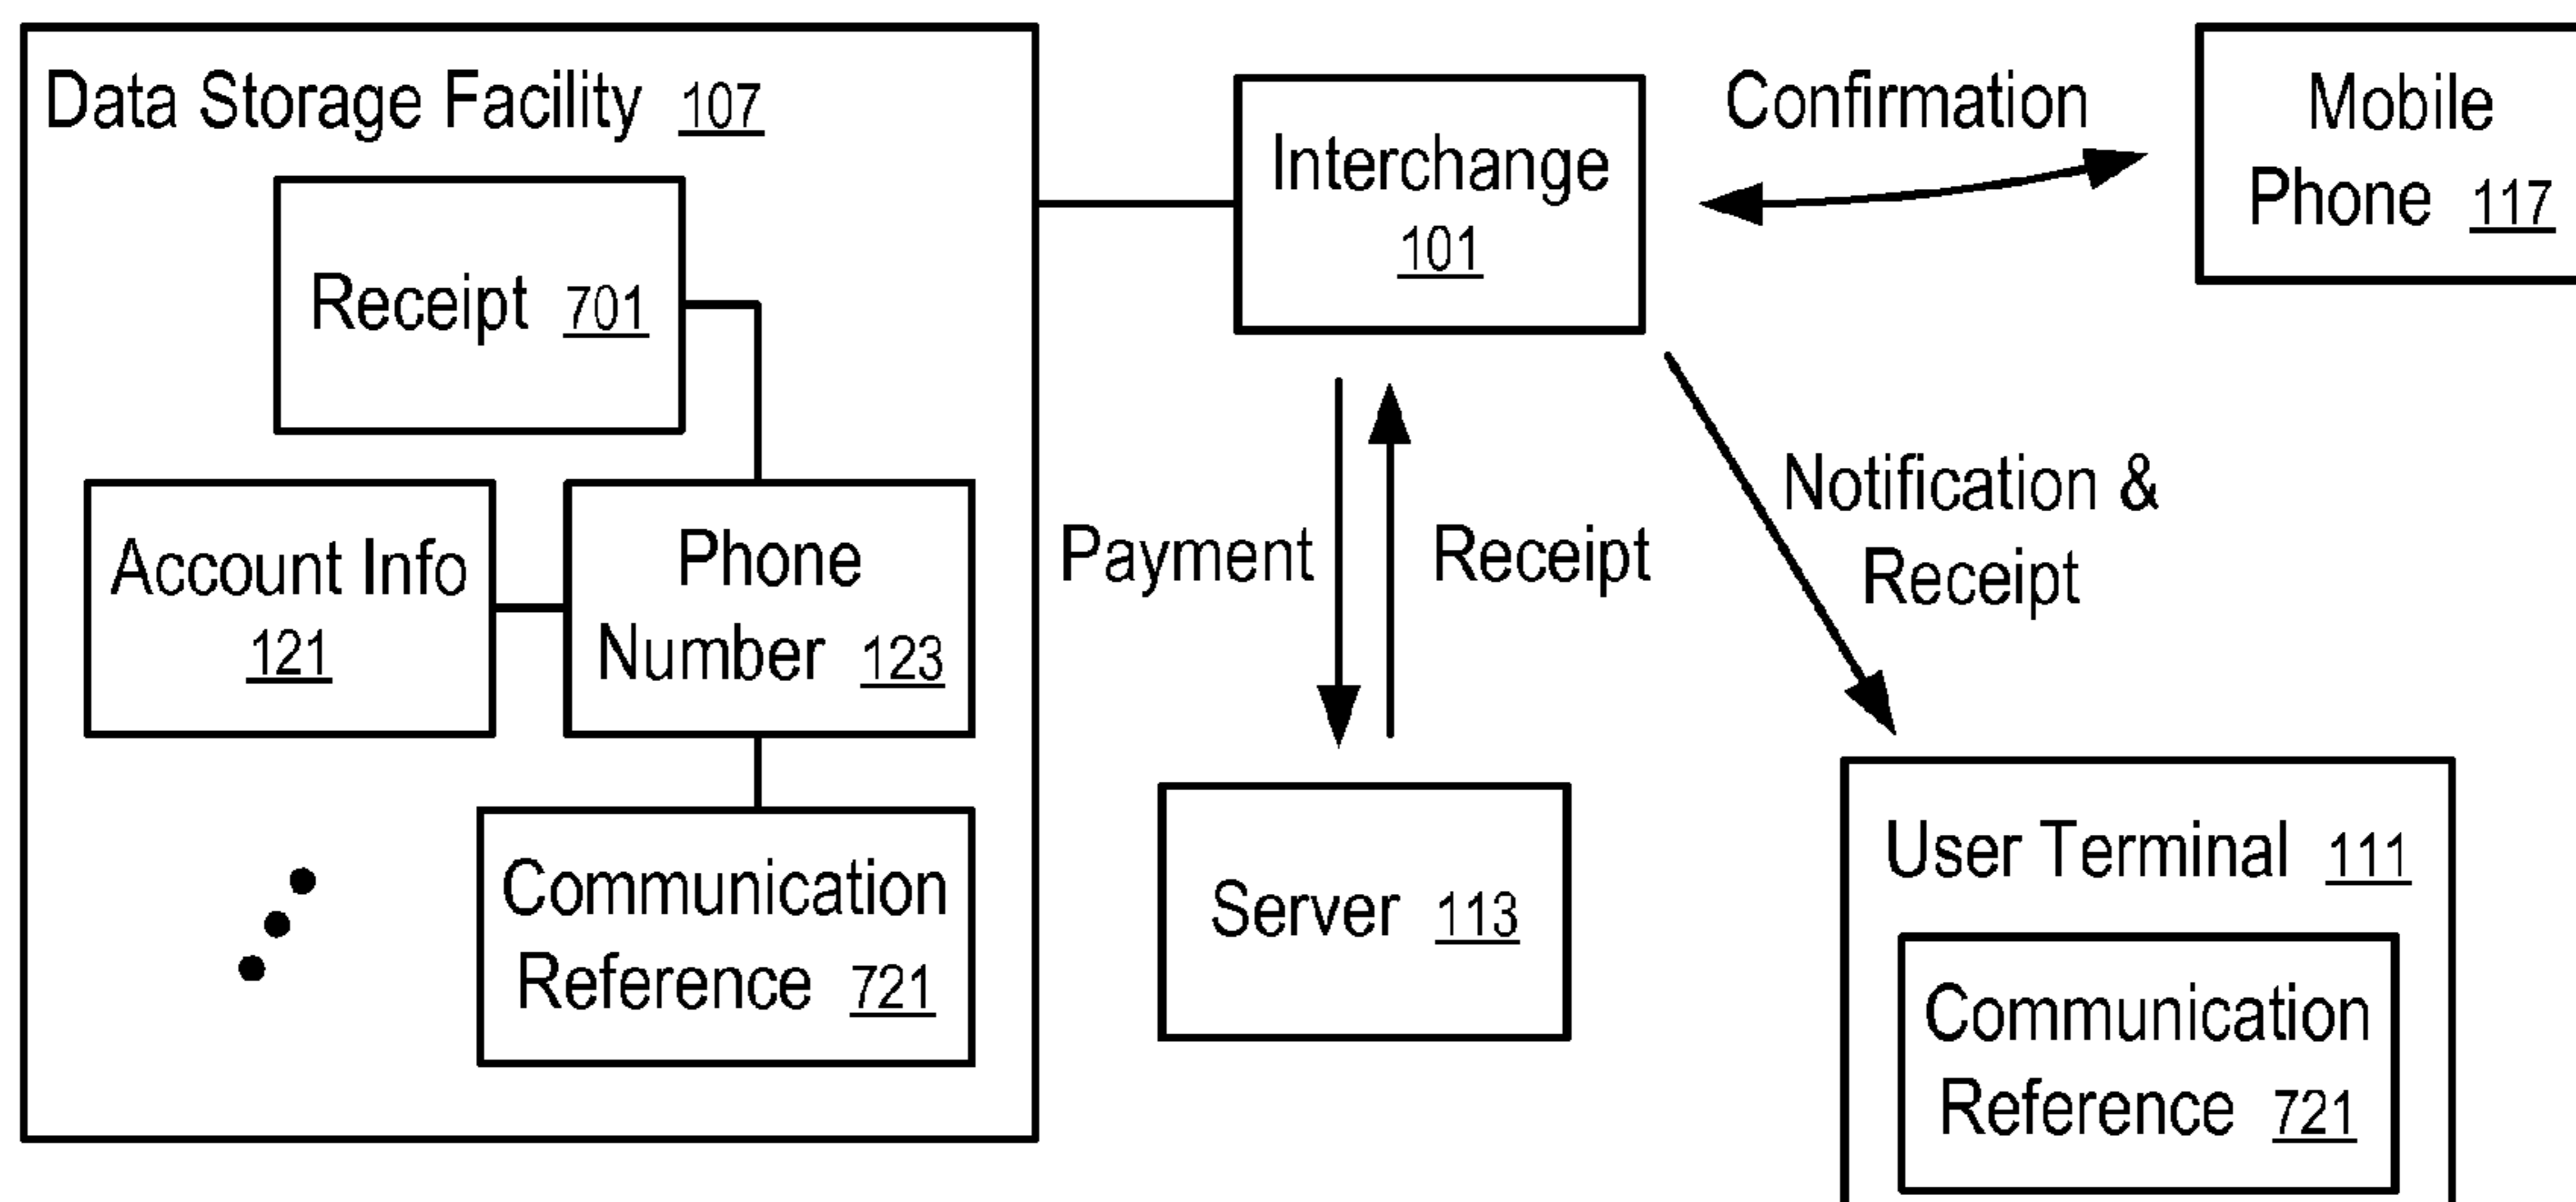 Data Storage Facility 107
Receipt 701
Account Info
121
Phone
Number 123
Communication
Reference 721
Interchange
101
Confirmation
Mobile
Phone 117
Payment
Receipt
Notification &
Receipt
Server 113
User Terminal 111
Communication
Reference 721